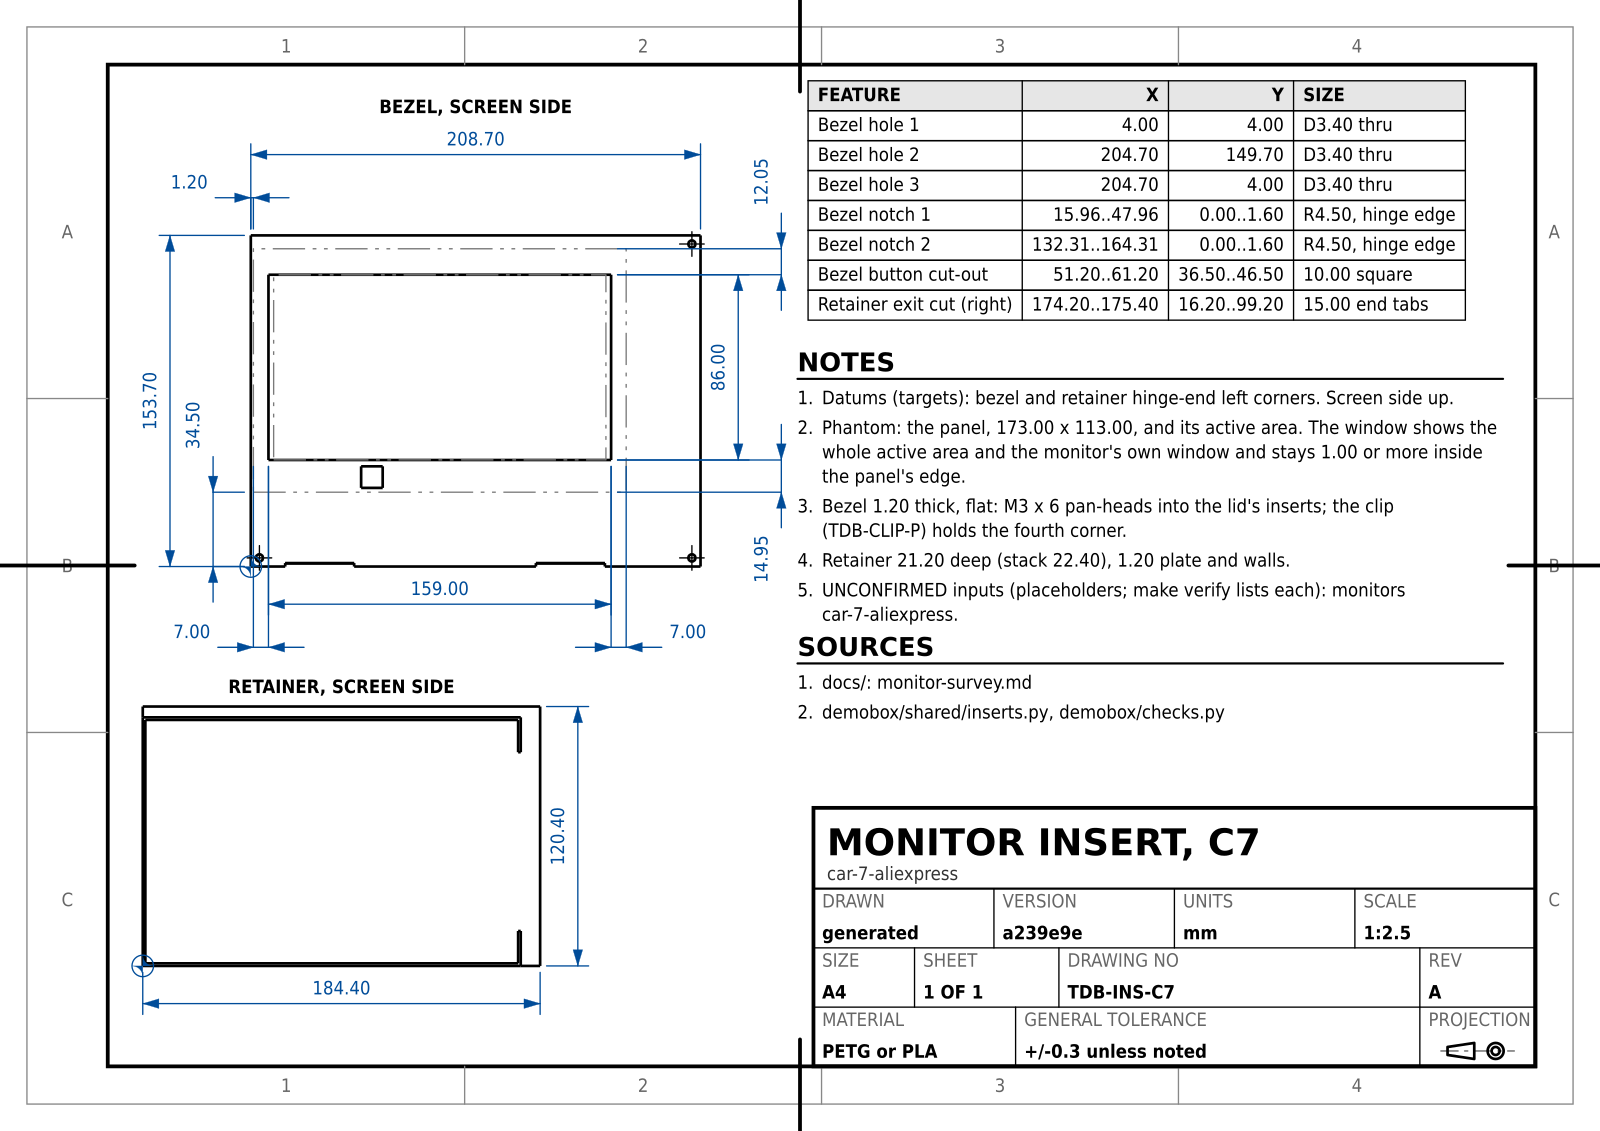 1 2 3 4
BEZEL, SCREEN SIDE
208.70
1.20
12.05
A
153.70
34.50
86.00
B
159.00
14.95
7.00 7.00
RETAINER, SCREEN SIDE
120.40
C
184.40
FEATURE X Y SIZE
Bezel hole 1 4.00 4.00 D3.40 thru
Bezel hole 2 204.70 149.70 D3.40 thru
Bezel hole 3 204.70 4.00 D3.40 thru
Bezel notch 1 15.96..47.96 0.00..1.60 R4.50, hinge edge
Bezel notch 2 132.31..164.31 0.00..1.60 R4.50, hinge edge
Bezel button cut-out 51.20..61.20 36.50..46.50 10.00 square
Retainer exit cut (right) 174.20..175.40 16.20..99.20 15.00 end tabs
A
NOTES
1. Datums (targets): bezel and retainer hinge-end left corners. Screen side up.
2. Phantom: the panel, 173.00 x 113.00, and its active area. The window shows the
whole active area and the monitor's own window and stays 1.00 or more inside
the panel's edge.
3. Bezel 1.20 thick, flat: M3 x 6 pan-heads into the lid's inserts; the clip
(TDB-CLIP-P) holds the fourth corner.
4. Retainer 21.20 deep (stack 22.40), 1.20 plate and walls.
5. UNCONFIRMED inputs (placeholders; make verify lists each): monitors
car-7-aliexpress.
B
SOURCES
1. docs/: monitor-survey.md
2. demobox/shared/inserts.py, demobox/checks.py
MONITOR INSERT, C7
car-7-aliexpress
DRAWN VERSION UNITS SCALE
generated a239e9e mm 1:2.5
C
SIZE SHEET DRAWING NO REV
A4 1 OF 1 TDB-INS-C7 A
MATERIAL GENERAL TOLERANCE PROJECTION
PETG or PLA +/-0.3 unless noted
1 2 3 4